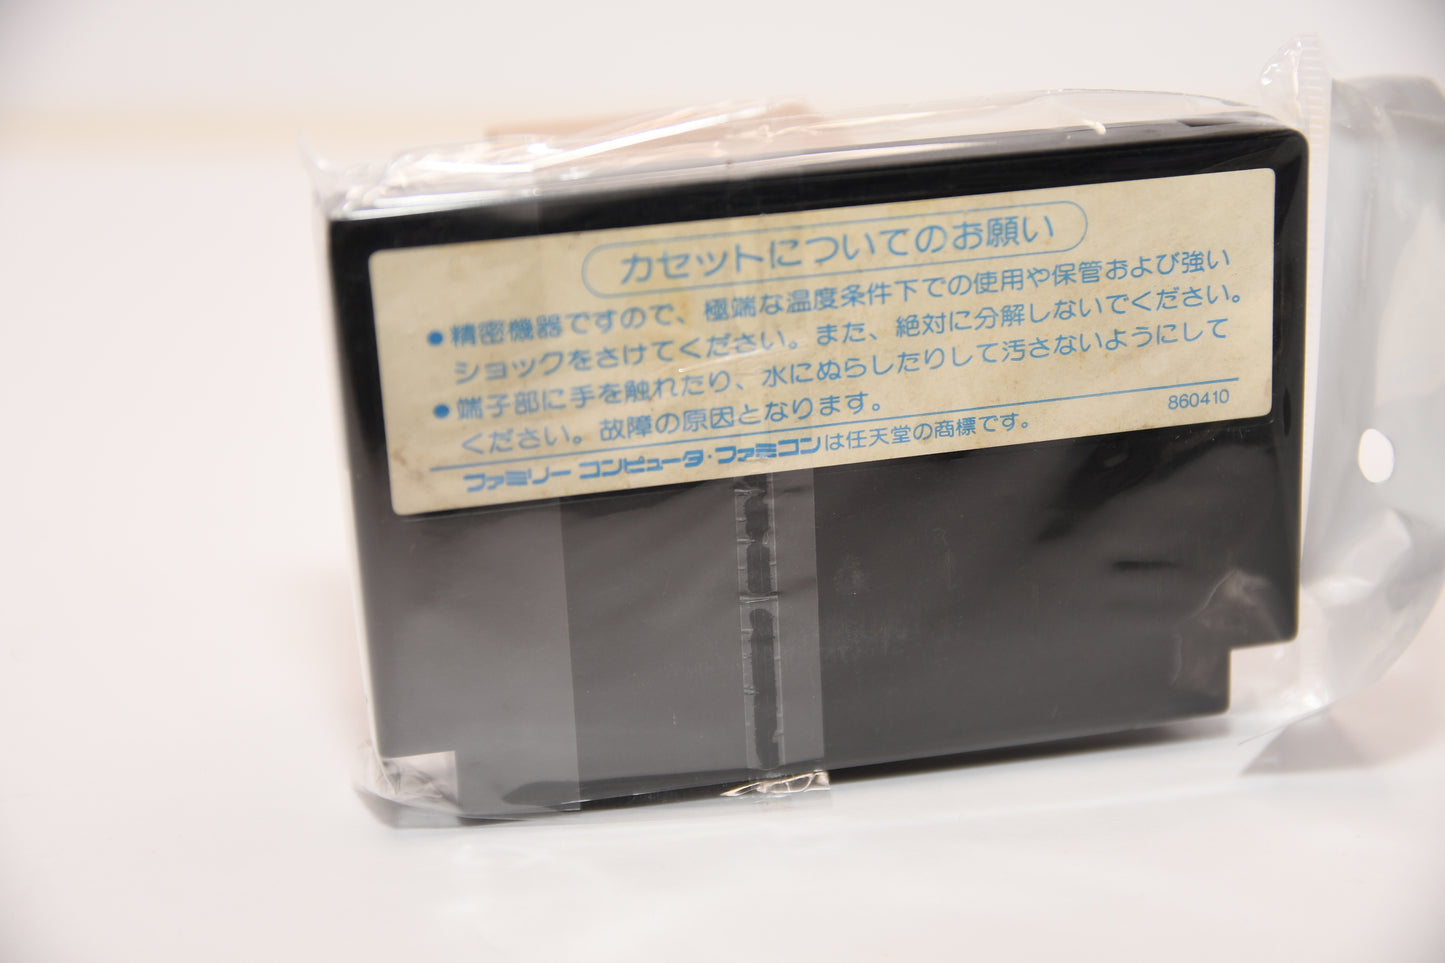 カセットについてのお願い
●精密機器ですので、極端な温度条件下での使用や保管および強い
ショックをさけてください。また、絶対に分解しないでください。
●端子部に手を触れたり、水にぬらしたりして汚さないようにして
ください。故障の原因となります。
860410
ファミリー コンピュータ・ファミコンは任天堂の商標です。